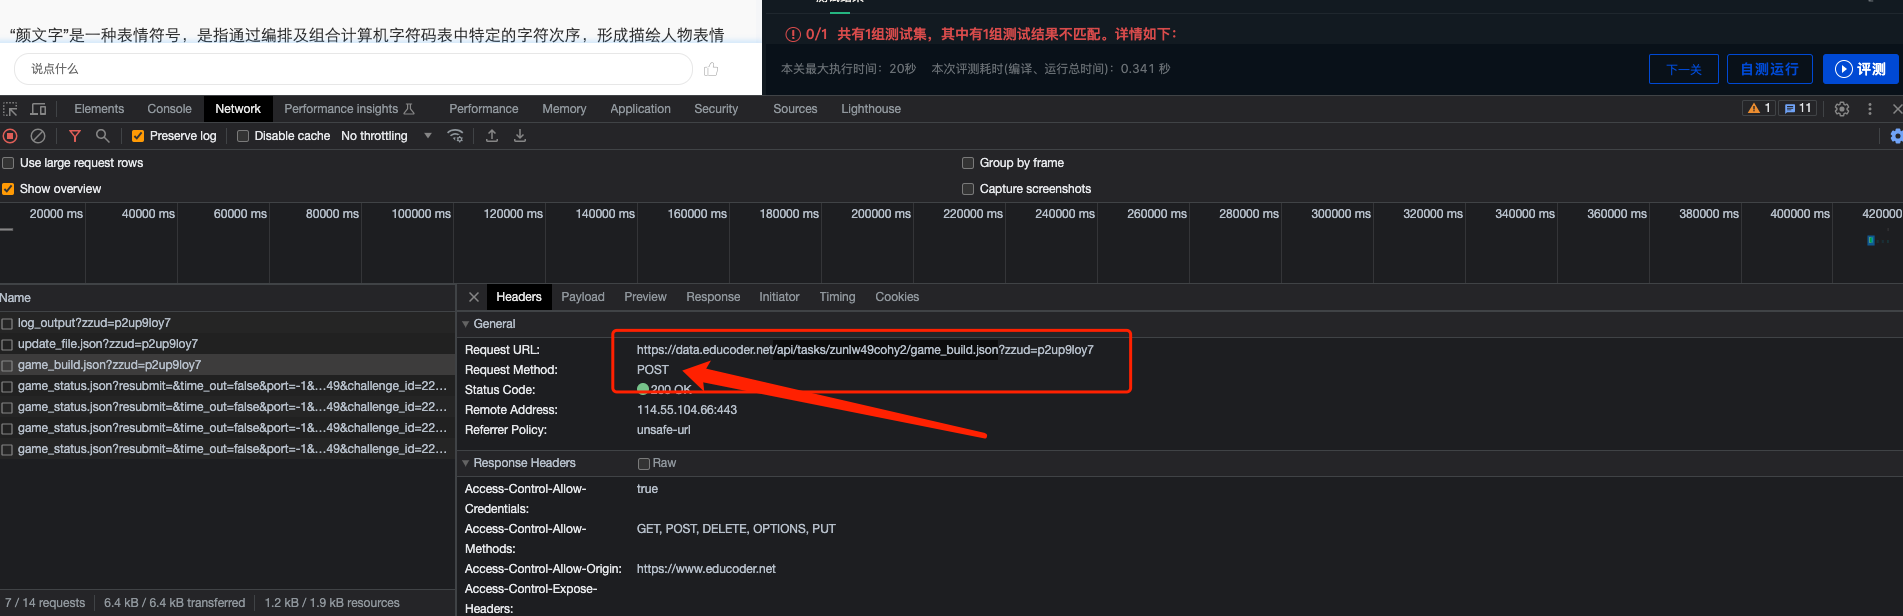 “颜文字”是一种表情符号，是指通过编排及组合计算机字符码表中特定的字符次序，形成描绘人物表情
说点什么
0/1 共有1组测试集，其中有1组测试结果不匹配。详情如下：
本关最大执行时间：20秒 本次评测耗时(编译、运行总时间)：0.341 秒
下一关 自测运行 评测
Elements Console Network Performance insights Performance Memory Application Security Sources Lighthouse 1 11
Preserve log Disable cache No throttling
Use large request rows Group by frame
Show overview Capture screenshots
20000 ms 40000 ms 60000 ms 80000 ms 100000 ms 120000 ms 140000 ms 160000 ms 180000 ms 200000 ms 220000 ms 240000 ms 260000 ms 280000 ms 300000 ms 320000 ms 340000 ms 360000 ms 380000 ms 400000 ms 420000
Name
log_output?zzud=p2up9loy7
update_file.json?zzud=p2up9loy7
game_build.json?zzud=p2up9loy7
game_status.json?resubmit=&time_out=false&port=-1&...49&challenge_id=22...
game_status.json?resubmit=&time_out=false&port=-1&...49&challenge_id=22...
game_status.json?resubmit=&time_out=false&port=-1&...49&challenge_id=22...
game_status.json?resubmit=&time_out=false&port=-1&...49&challenge_id=22...
7 / 14 requests 6.4 kB / 6.4 kB transferred 1.2 kB / 1.9 kB resources
Headers Payload Preview Response Initiator Timing Cookies
General
Request URL: https://data.educoder.net/api/tasks/zunlw49cohy2/game_build.json?zzud=p2up9loy7
Request Method: POST
Status Code: 200 OK
Remote Address: 114.55.104.66:443
Referrer Policy: unsafe-url
Response Headers Raw
Access-Control-Allow- true
Credentials:
Access-Control-Allow- GET, POST, DELETE, OPTIONS, PUT
Methods:
Access-Control-Allow-Origin: https://www.educoder.net
Access-Control-Expose-
Headers: